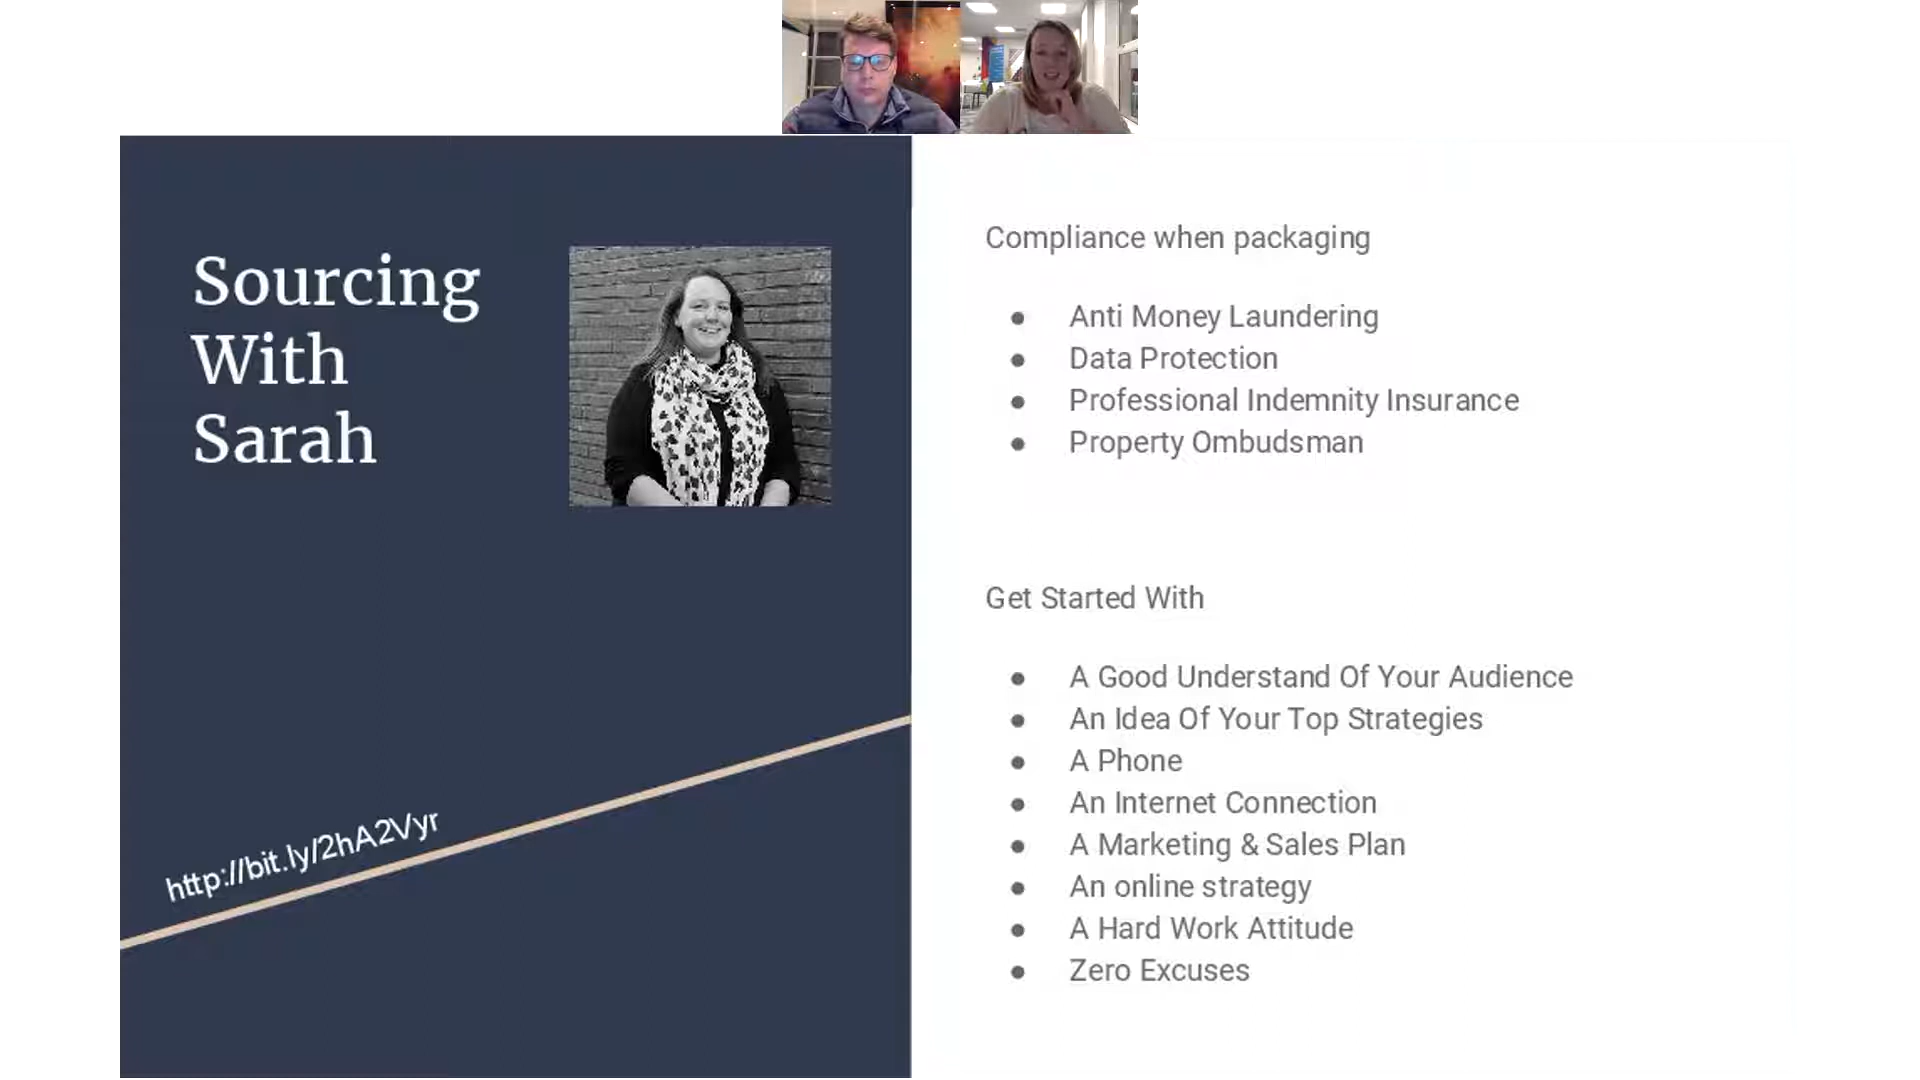 Sourcing
With
Sarah
http://bit.ly/2hA2Vyr
Compliance when packaging
● Anti Money Laundering
● Data Protection
● Professional Indemnity Insurance
● Property Ombudsman
Get Started With
● A Good Understand Of Your Audience
● An Idea Of Your Top Strategies
● A Phone
● An Internet Connection
● A Marketing & Sales Plan
● An online strategy
● A Hard Work Attitude
● Zero Excuses